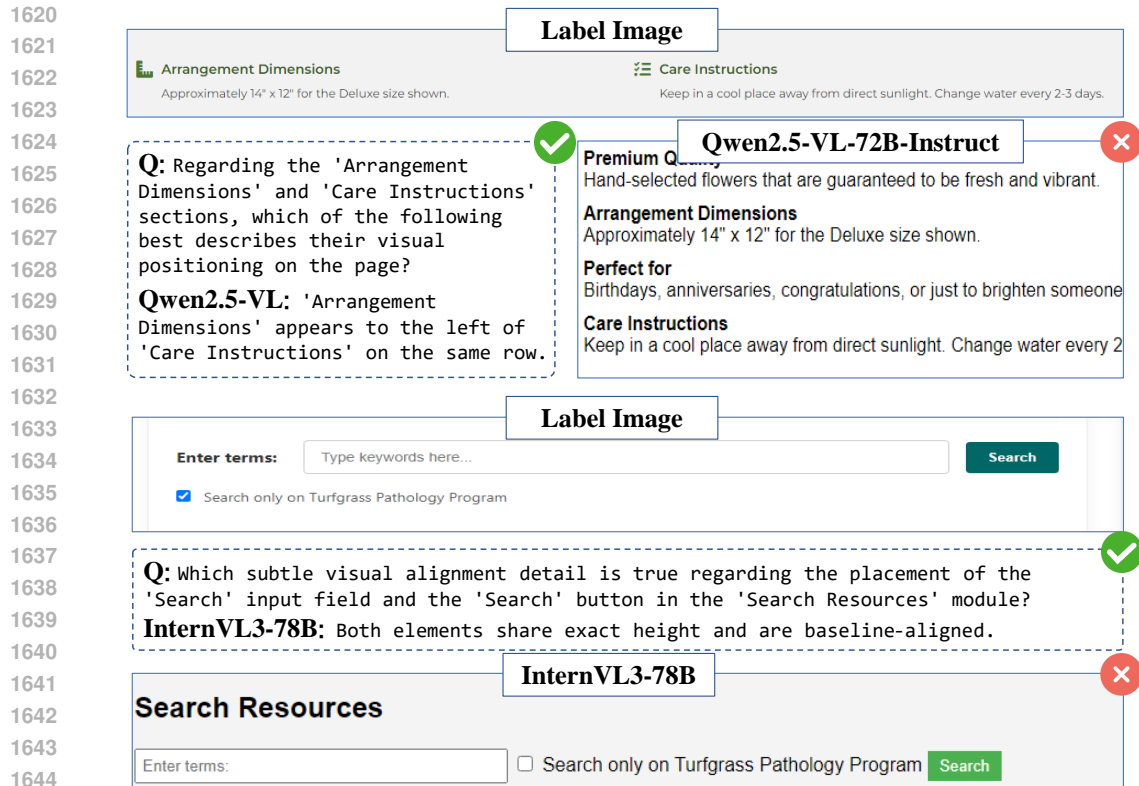 1620
1621
1622
1623
1624
1625
1626
1627
1628
1629
1630
1631
1632
1633
1634
1635
1636
1637
1638
1639
1640
1641
1642
1643
1644
Label Image
Arrangement Dimensions
Approximately 14" x 12" for the Deluxe size shown.
Care Instructions
Keep in a cool place away from direct sunlight. Change water every 2-3 days.
Q: Regarding the 'Arrangement
Dimensions' and 'Care Instructions'
sections, which of the following
best describes their visual
positioning on the page?
Qwen2.5-VL: 'Arrangement
Dimensions' appears to the left of
'Care Instructions' on the same row.
Qwen2.5-VL-72B-Instruct
Premium
Hand-selected flowers that are guaranteed to be fresh and vibrant.
Arrangement Dimensions
Approximately 14" x 12" for the Deluxe size shown.
Perfect for
Birthdays, anniversaries, congratulations, or just to brighten someone
Care Instructions
Keep in a cool place away from direct sunlight. Change water every 2
Label Image
Enter terms:
Type keywords here...
Search
Search only on Turfgrass Pathology Program
Q: Which subtle visual alignment detail is true regarding the placement of the
'Search' input field and the 'Search' button in the 'Search Resources' module?
InternVL3-78B: Both elements share exact height and are baseline-aligned.
InternVL3-78B
Search Resources
Enter terms:
Search only on Turfgrass Pathology Program
Search